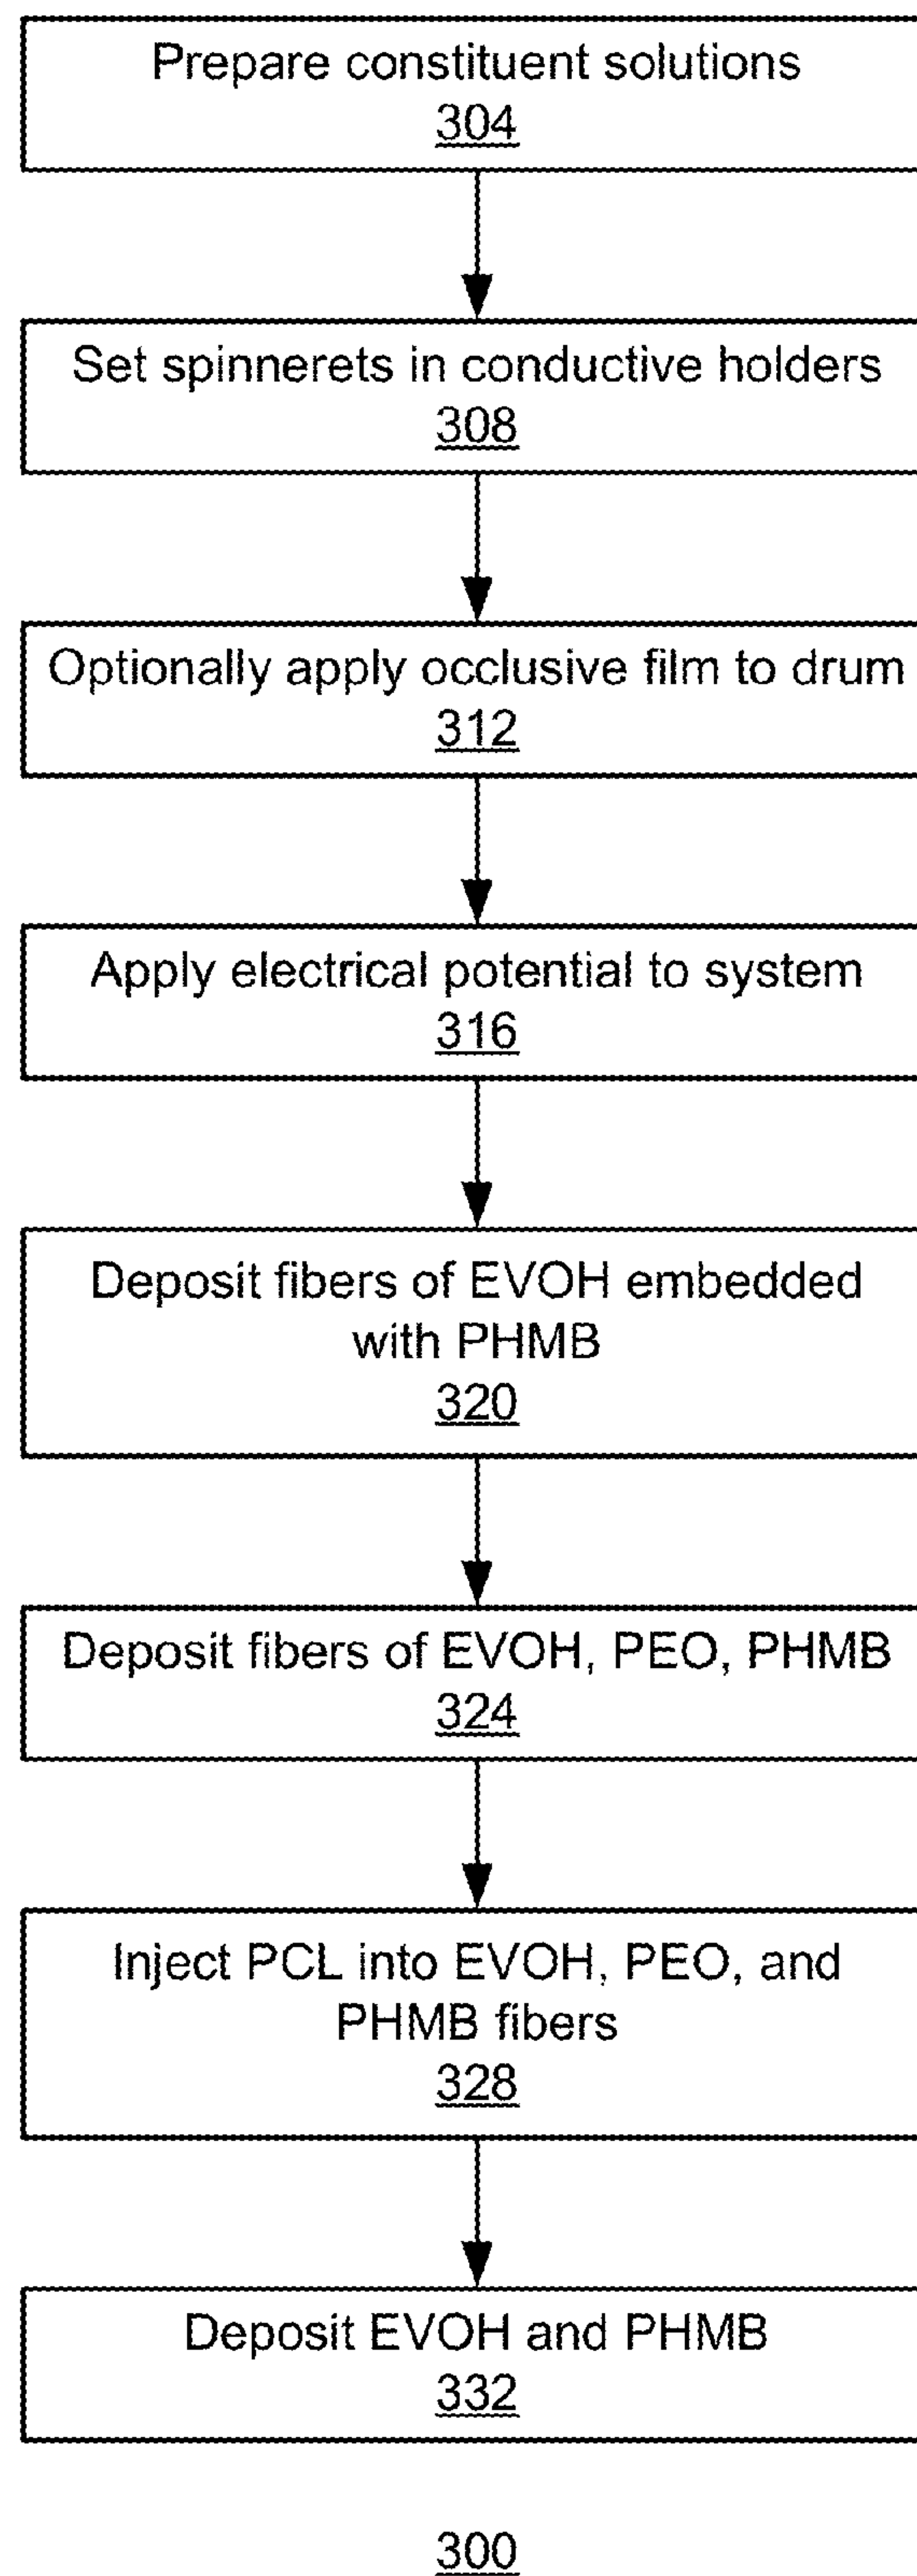 Prepare constituent solutions
304
Set spinnerets in conductive holders
308
Optionally apply occlusive film to drum
312
Apply electrical potential to system
316
Deposit fibers of EVOH embedded
with PHMB
320
Deposit fibers of EVOH, PEO, PHMB
324
Inject PCL into EVOH, PEO, and
PHMB fibers
328
Deposit EVOH and PHMB
332
300